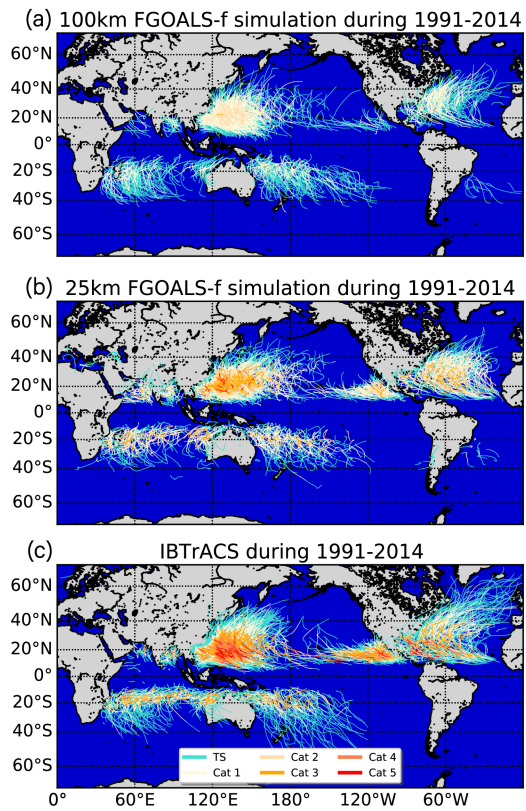 (a) 100km FGOALS-f simulation during 1991-2014
60°N
40°N
20°N
0°
20°S
40°S
60°S
(b) 25km FGOALS-f simulation during 1991-2014
60°N
40°N
20°N
0°
20°S
40°S
60°S
(c) IBTrACS during 1991-2014
60°N
40°N
20°N
0°
20°S
40°S
60°S
TS Cat 2 Cat 4
Cat 1 Cat 3 Cat 5
0° 60°E 120°E 180° 120°W 60°W